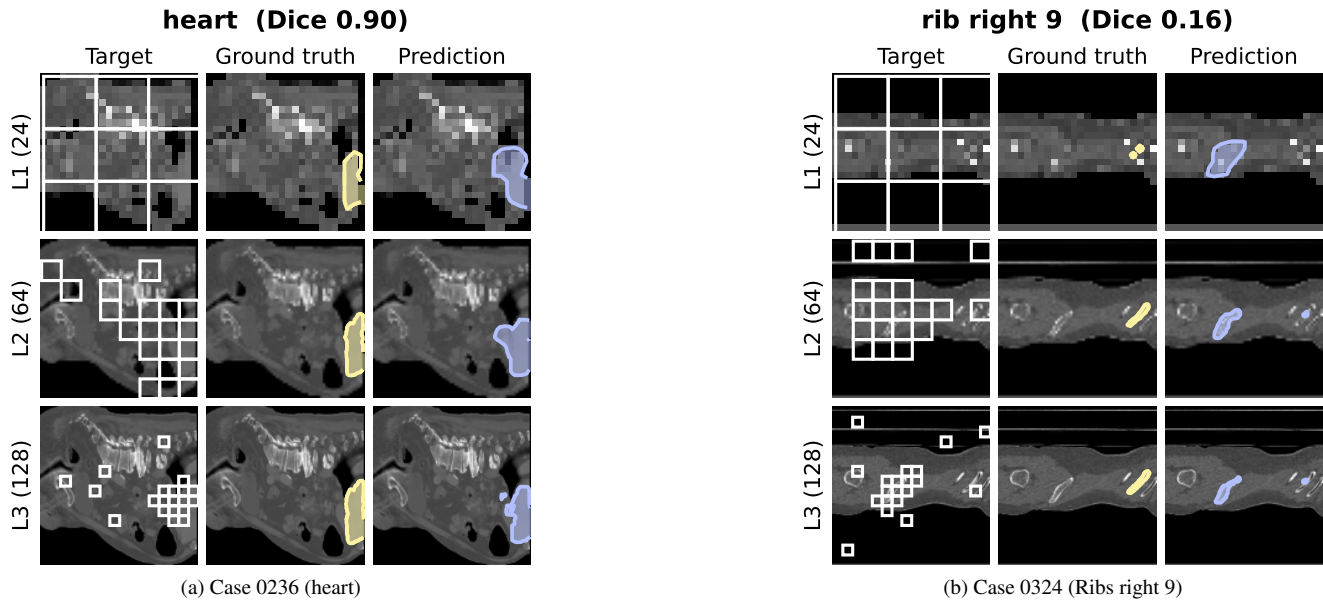 heart (Dice 0.90)
Target Ground truth Prediction
L1 (24)
L2 (64)
L3 (128)
(a) Case 0236 (heart)
rib right 9 (Dice 0.16)
Target Ground truth Prediction
L1 (24)
L2 (64)
L3 (128)
(b) Case 0324 (Ribs right 9)